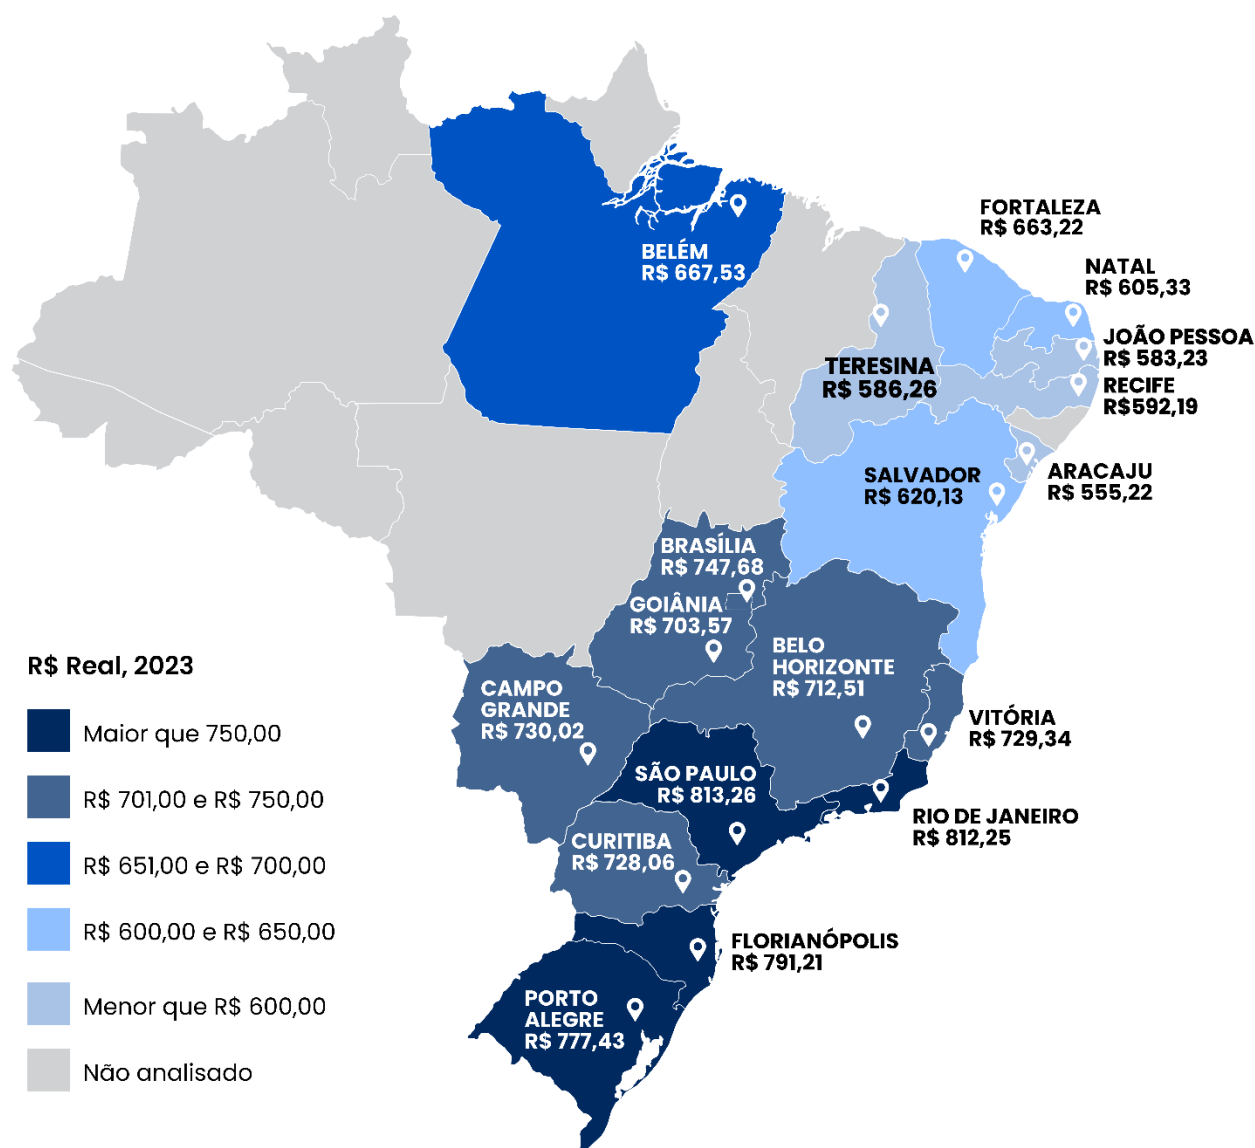 FORTALEZA
R$ 663,22
BELÉM
R$ 667,53
NATAL
R$ 605,33
JOÃO PESSOA
R$ 583,23
TERESINA
R$ 586,26
RECIFE
R$592,19
SALVADOR
R$ 620,13
ARACAJU
R$ 555,22
BRASÍLIA
R$ 747,68
GOIÂNIA
R$ 703,57
BELO
HORIZONTE
R$ 712,51
CAMPO
GRANDE
R$ 730,02
VITÓRIA
R$ 729,34
SÃO PAULO
R$ 813,26
RIO DE JANEIRO
R$ 812,25
CURITIBA
R$ 728,06
FLORIANÓPOLIS
R$ 791,21
PORTO
ALEGRE
R$ 777,43
R$ Real, 2023
Maior que 750,00
R$ 701,00 e R$ 750,00
R$ 651,00 e R$ 700,00
R$ 600,00 e R$ 650,00
Menor que R$ 600,00
Não analisado